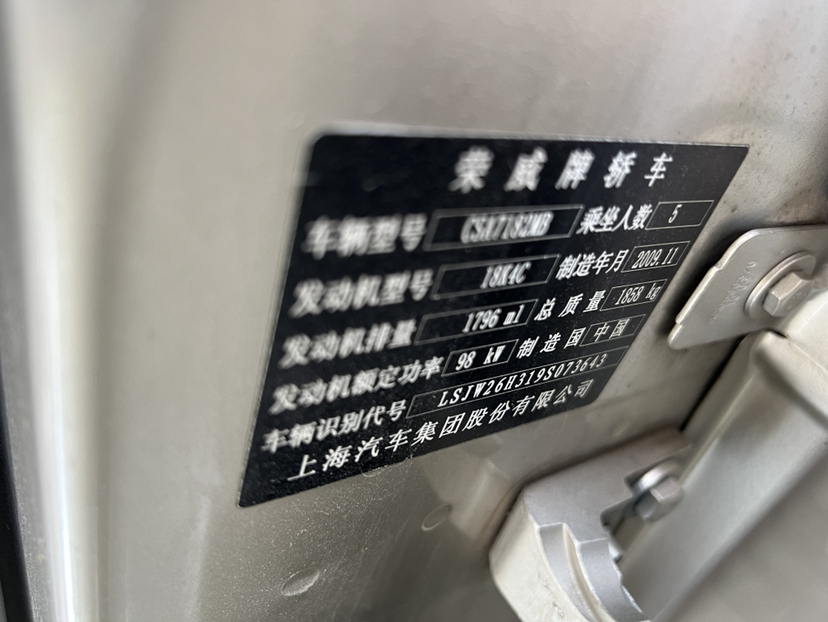 荣威牌轿车
车辆型号 CSA7182MB 乘坐人数 5
发动机型号 18K4C 制造年月 2009.11
发动机排量 1796 ml 总质量 1858 kg
发动机额定功率 98 kW 制造国 中国
车辆识别代号 LSJW26H319S073643
上海汽车集团股份有限公司